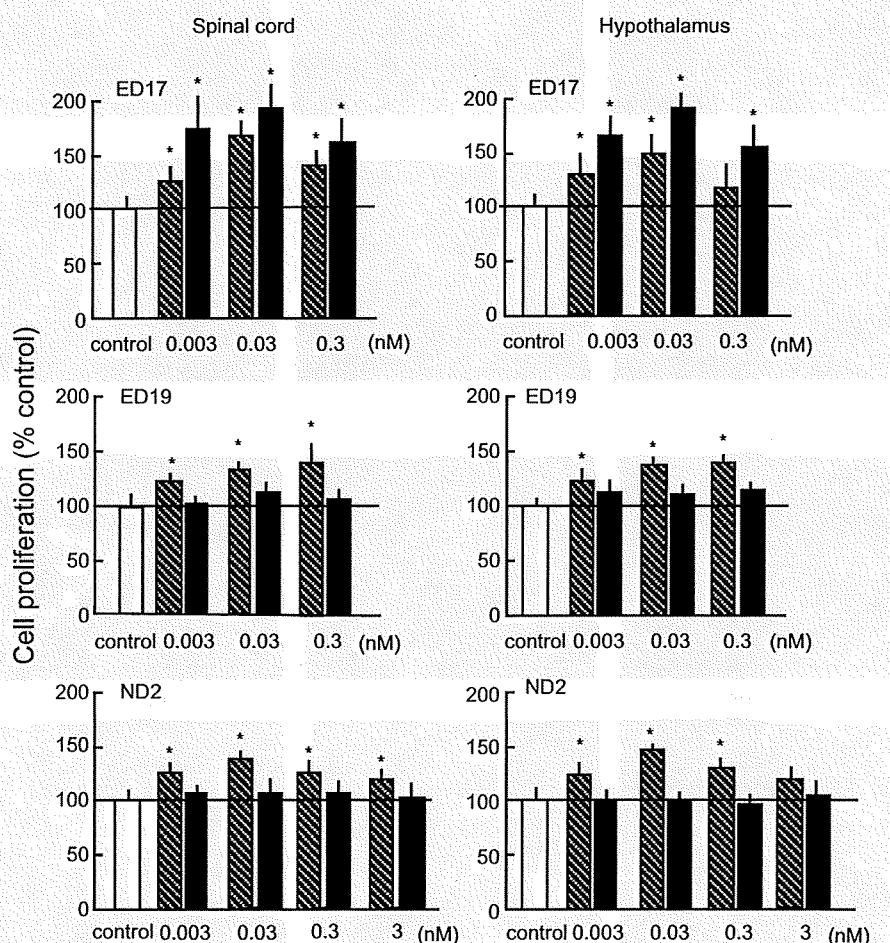 Spinal cord
Hypothalamus
Cell proliferation (% control)
ED17
200
150
100
50
0
control 0.003 0.03 0.3 (nM)
* * * * * *
ED17
200
150
100
50
0
control 0.003 0.03 0.3 (nM)
* * * * *
ED19
200
150
100
50
0
control 0.003 0.03 0.3 (nM)
* * *
ED19
200
150
100
50
0
control 0.003 0.03 0.3 (nM)
* * *
ND2
200
150
100
50
0
control 0.003 0.03 0.3 3 (nM)
* * * *
ND2
200
150
100
50
0
control 0.003 0.03 0.3 3 (nM)
* * *